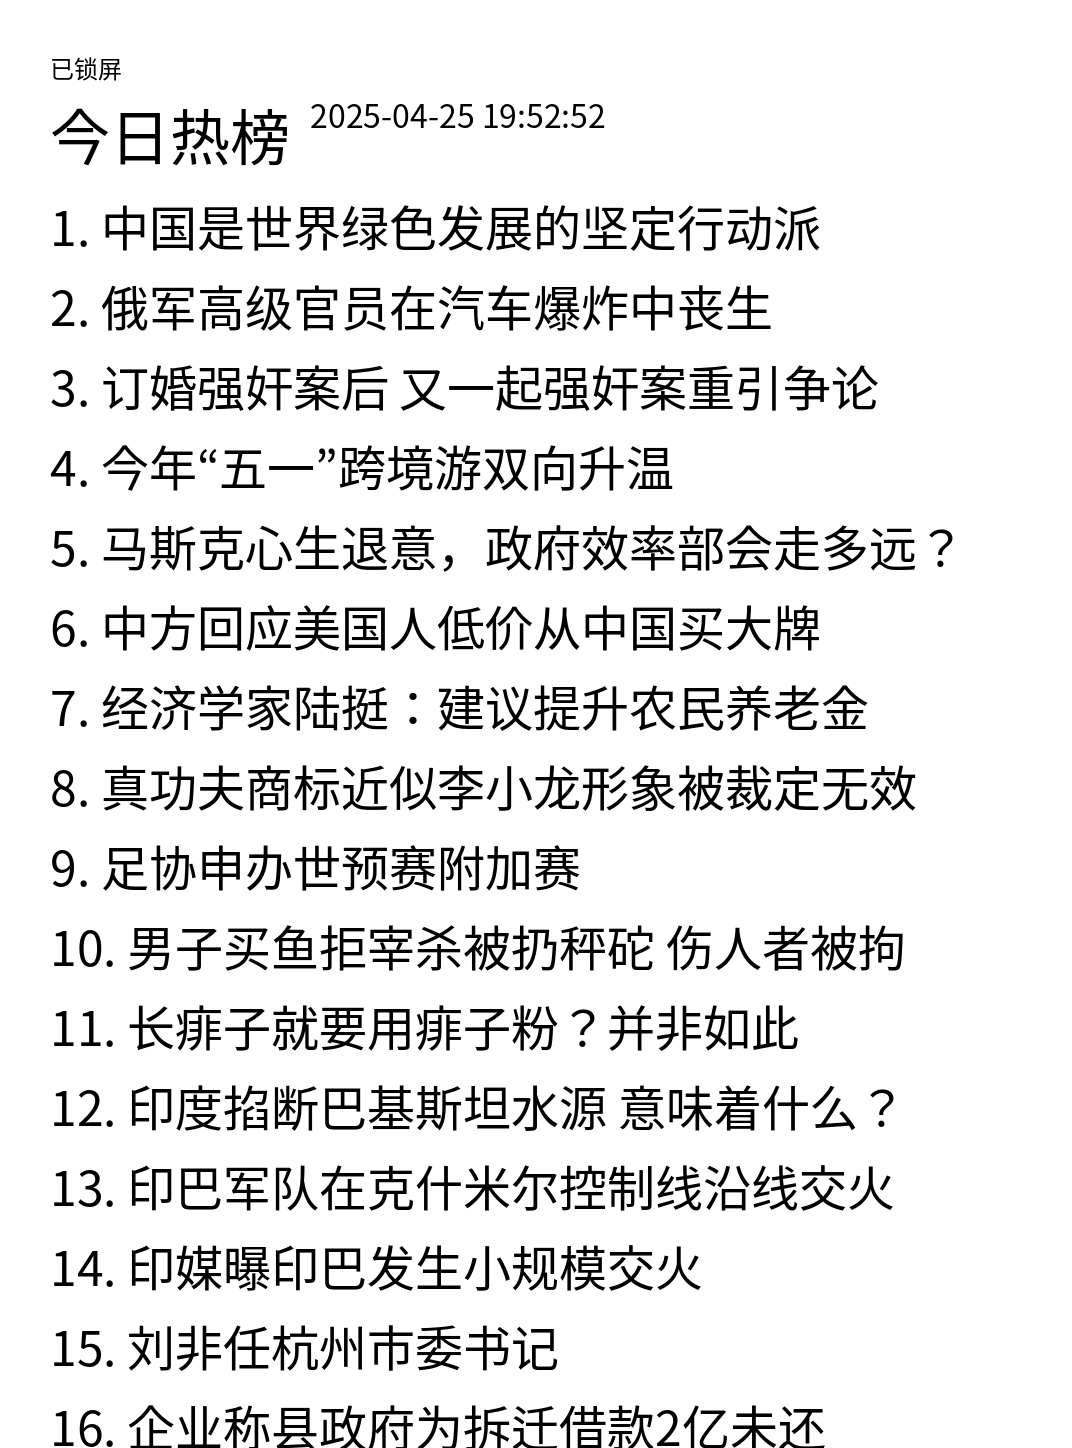 已锁屏
今日热榜 2025-04-25 19:52:52
1. 中国是世界绿色发展的坚定行动派
2. 俄军高级官员在汽车爆炸中丧生
3. 订婚强奸案后 又一起强奸案重引争论
4. 今年“五一”跨境游双向升温
5. 马斯克心生退意，政府效率部会走多远？
6. 中方回应美国人低价从中国买大牌
7. 经济学家陆挺：建议提升农民养老金
8. 真功夫商标近似李小龙形象被裁定无效
9. 足协申办世预赛附加赛
10. 男子买鱼拒宰杀被扔秤砣 伤人者被拘
11. 长痱子就要用痱子粉？并非如此
12. 印度掐断巴基斯坦水源 意味着什么？
13. 印巴军队在克什米尔控制线沿线交火
14. 印媒曝印巴发生小规模交火
15. 刘非任杭州市委书记
16. 企业称县政府为拆迁借款2亿未还